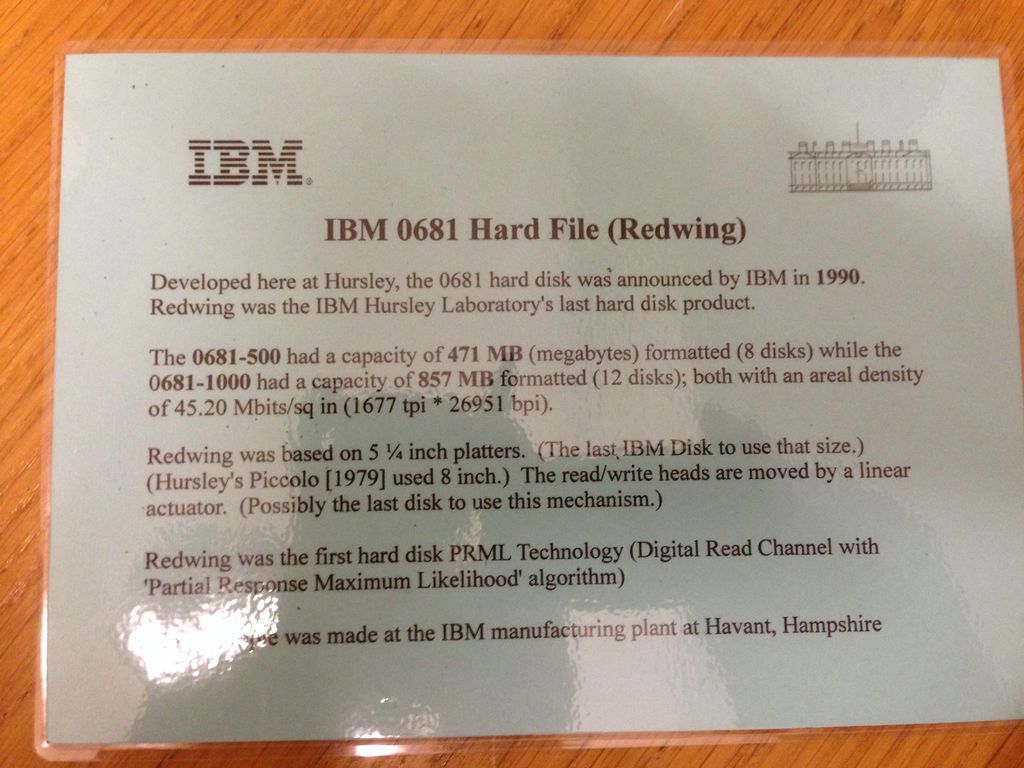 IBM®
IBM 0681 Hard File (Redwing)
Developed here at Hursley, the 0681 hard disk was announced by IBM in 1990.
Redwing was the IBM Hursley Laboratory's last hard disk product.
The 0681-500 had a capacity of 471 MB (megabytes) formatted (8 disks) while the
0681-1000 had a capacity of 857 MB formatted (12 disks); both with an areal density
of 45.20 Mbits/sq in (1677 tpi * 26951 bpi).
Redwing was based on 5 ¼ inch platters. (The last IBM Disk to use that size.)
(Hursley's Piccolo [1979] used 8 inch.) The read/write heads are moved by a linear
actuator. (Possibly the last disk to use this mechanism.)
Redwing was the first hard disk PRML Technology (Digital Read Channel with
'Partial Response Maximum Likelihood' algorithm)
was made at the IBM manufacturing plant at Havant, Hampshire